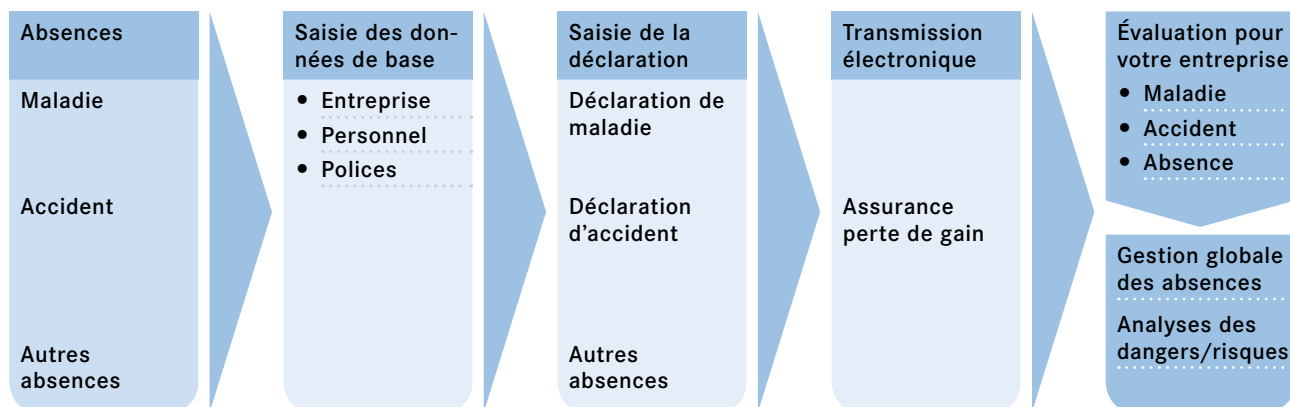 Absences
Maladie
Accident
Autres
absences
Saisie des don-
nées de base
• Entreprise
• Personnel
• Polices
Saisie de la
déclaration
Déclaration de
maladie
Déclaration
d’accident
Autres
absences
Transmission
électronique
Assurance
perte de gain
Évaluation pour
votre entreprise
• Maladie
• Accident
• Absence
Gestion globale
des absences
Analyses des
dangers/risques